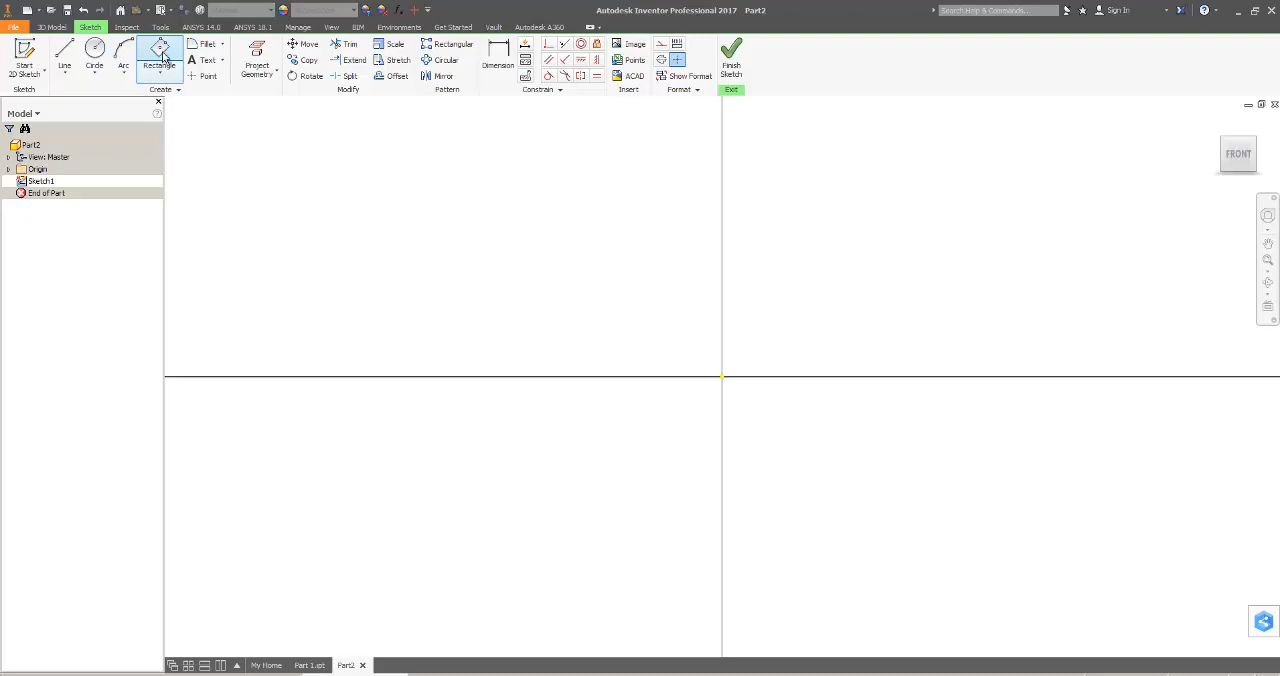 Autodesk Inventor Professional 2017 Part2
Search Help & Commands...
Sign In
File 3D Model Sketch Inspect Tools ANSYS 14.0 ANSYS 18.1 Manage View BIM Environments Get Started Vault Autodesk A360
Start
2D Sketch
Line
Circle
Arc
Rectangle
Fillet
Text
Point
Project
Geometry
Move
Copy
Rotate
Trim
Extend
Split
Scale
Stretch
Offset
Rectangular
Circular
Mirror
Dimension
Image
Points
ACAD
Show Format
Finish
Sketch
Sketch Create Modify Pattern Constrain Insert Format Exit
Model
Part2
View: Master
Origin
Sketch1
End of Part
FRONT
My Home Part 1.ipt Part2